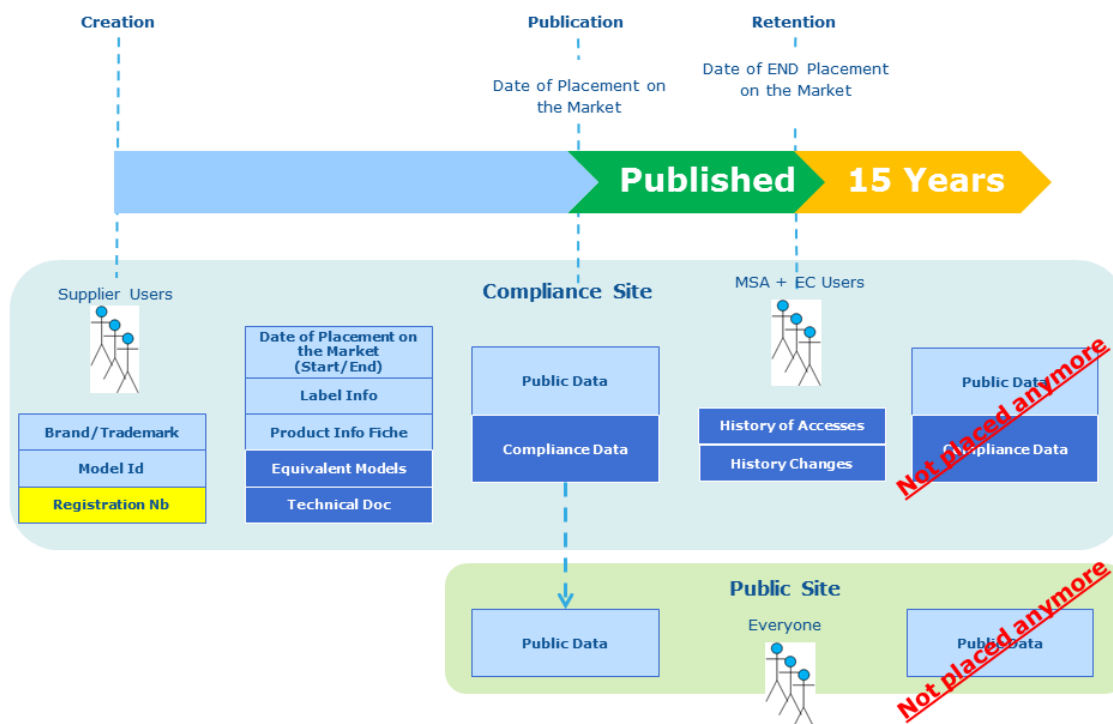 Creation
Publication
Retention
Date of Placement on
the Market
Date of END Placement
on the Market
Published
15 Years
Supplier Users
Compliance Site
MSA + EC Users
Date of Placement on
the Market
(Start/End)
Label Info
Product Info Fiche
Equivalent Models
Technical Doc
Brand/Trademark
Model Id
Registration Nb
Public Data
Compliance Data
History of Accesses
History Changes
Public Data
Compliance Data
Not placed anymore
Public Site
Everyone
Public Data
Public Data
Not placed anymore